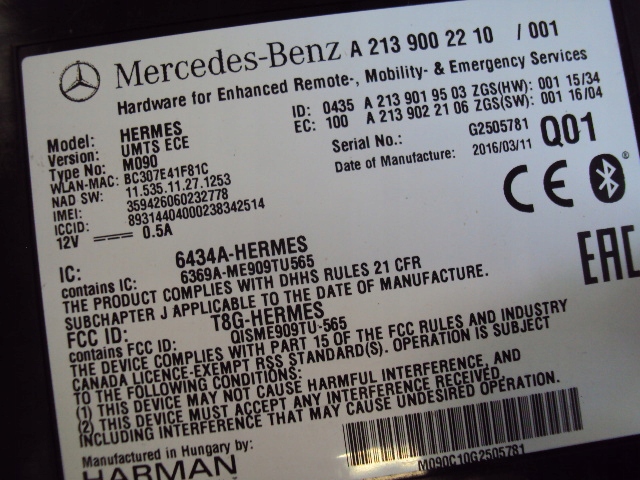 Mercedes-Benz A 213 900 22 10 / 001
Hardware for Enhanced Remote-, Mobility- & Emergency Services
ID: 0435 A 213 901 95 03 ZGS(HW): 001 15/34
EC: 100 A 213 902 21 06 ZGS(SW): 001 16/04
Model: HERMES
Version: UMTS ECE
Type No: M090
WLAN-MAC: BC307E41F81C
NAD SW: 11.535.11.27.1253
IMEI: 359426060232778
ICCID: 89314404000238342514
12V 0.5A
Serial No.: G2505781
Date of Manufacture: 2016/03/11
Q01
CE
EAC
IC: 6434A-HERMES
contains IC: 6369A-ME909TU565
THE PRODUCT COMPLIES WITH DHHS RULES 21 CFR
SUBCHAPTER J APPLICABLE TO THE DATE OF MANUFACTURE.
FCC ID: T8G-HERMES
contains FCC ID: QISME909TU-565
THE DEVICE COMPLIES WITH PART 15 OF THE FCC RULES AND INDUSTRY
CANADA LICENCE-EXEMPT RSS STANDARD(S). OPERATION IS SUBJECT
TO THE FOLLOWING CONDITIONS:
(1) THIS DEVICE MAY NOT CAUSE HARMFUL INTERFERENCE, AND
(2) THIS DEVICE MUST ACCEPT ANY INTERFERENCE RECEIVED,
INCLUDING INTERFERENCE THAT MAY CAUSE UNDESIRED OPERATION.
Manufactured in Hungary by:
HARMAN
M090C10G2505781